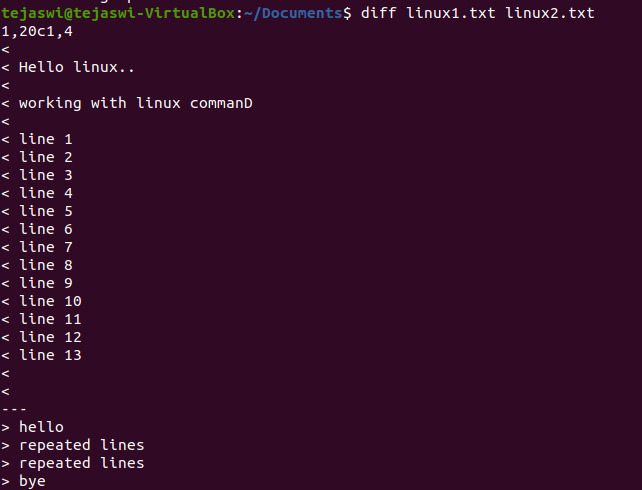 tejaswi@tejaswi-VirtualBox:~/Documents$ diff linux1.txt linux2.txt
1,20c1,4
<
< Hello linux..
<
< working with linux commanD
<
< line 1
< line 2
< line 3
< line 4
< line 5
< line 6
< line 7
< line 8
< line 9
< line 10
< line 11
< line 12
< line 13
<
<
---
> hello
> repeated lines
> repeated lines
> bye